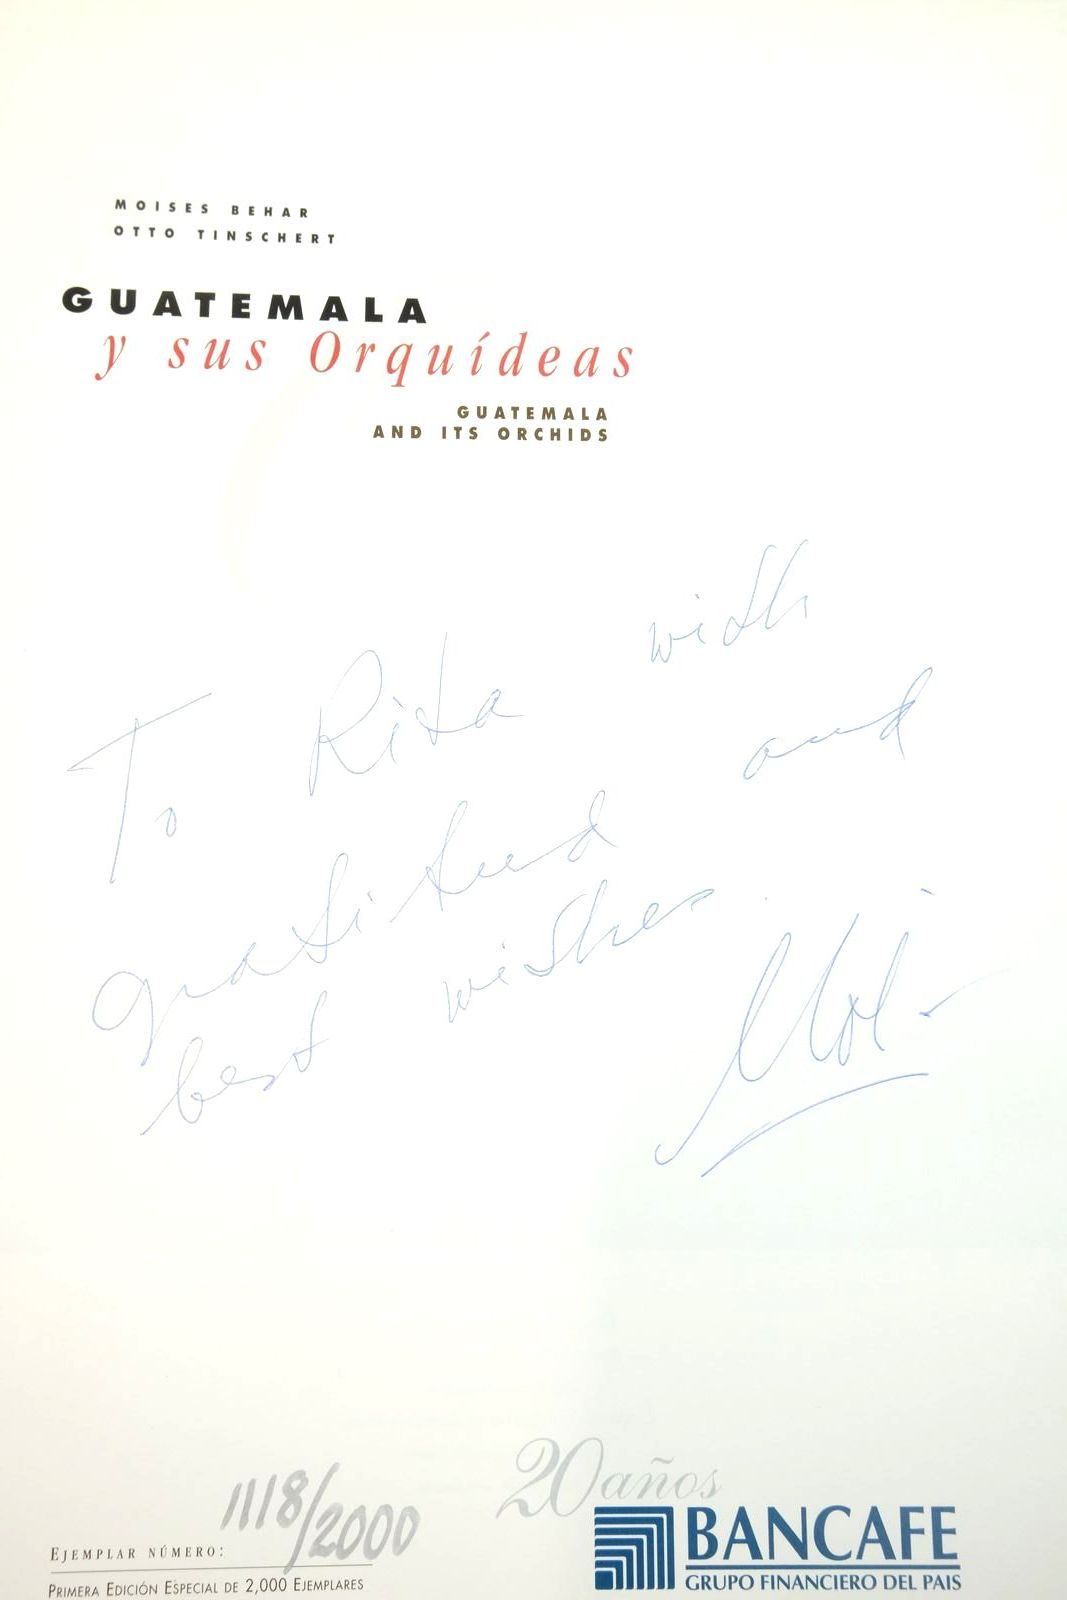 MOISES BEHAR
OTTO TINSCHERT
GUATEMALA
y sus Orquídeas
GUATEMALA
AND ITS ORCHIDS
To Rita with
gratitud and
best wishes
20 años
1118/2000
EJEMPLAR NÚMERO:
PRIMERA EDICIÓN ESPECIAL DE 2,000 EJEMPLARES
BANCAFE
GRUPO FINANCIERO DEL PAIS